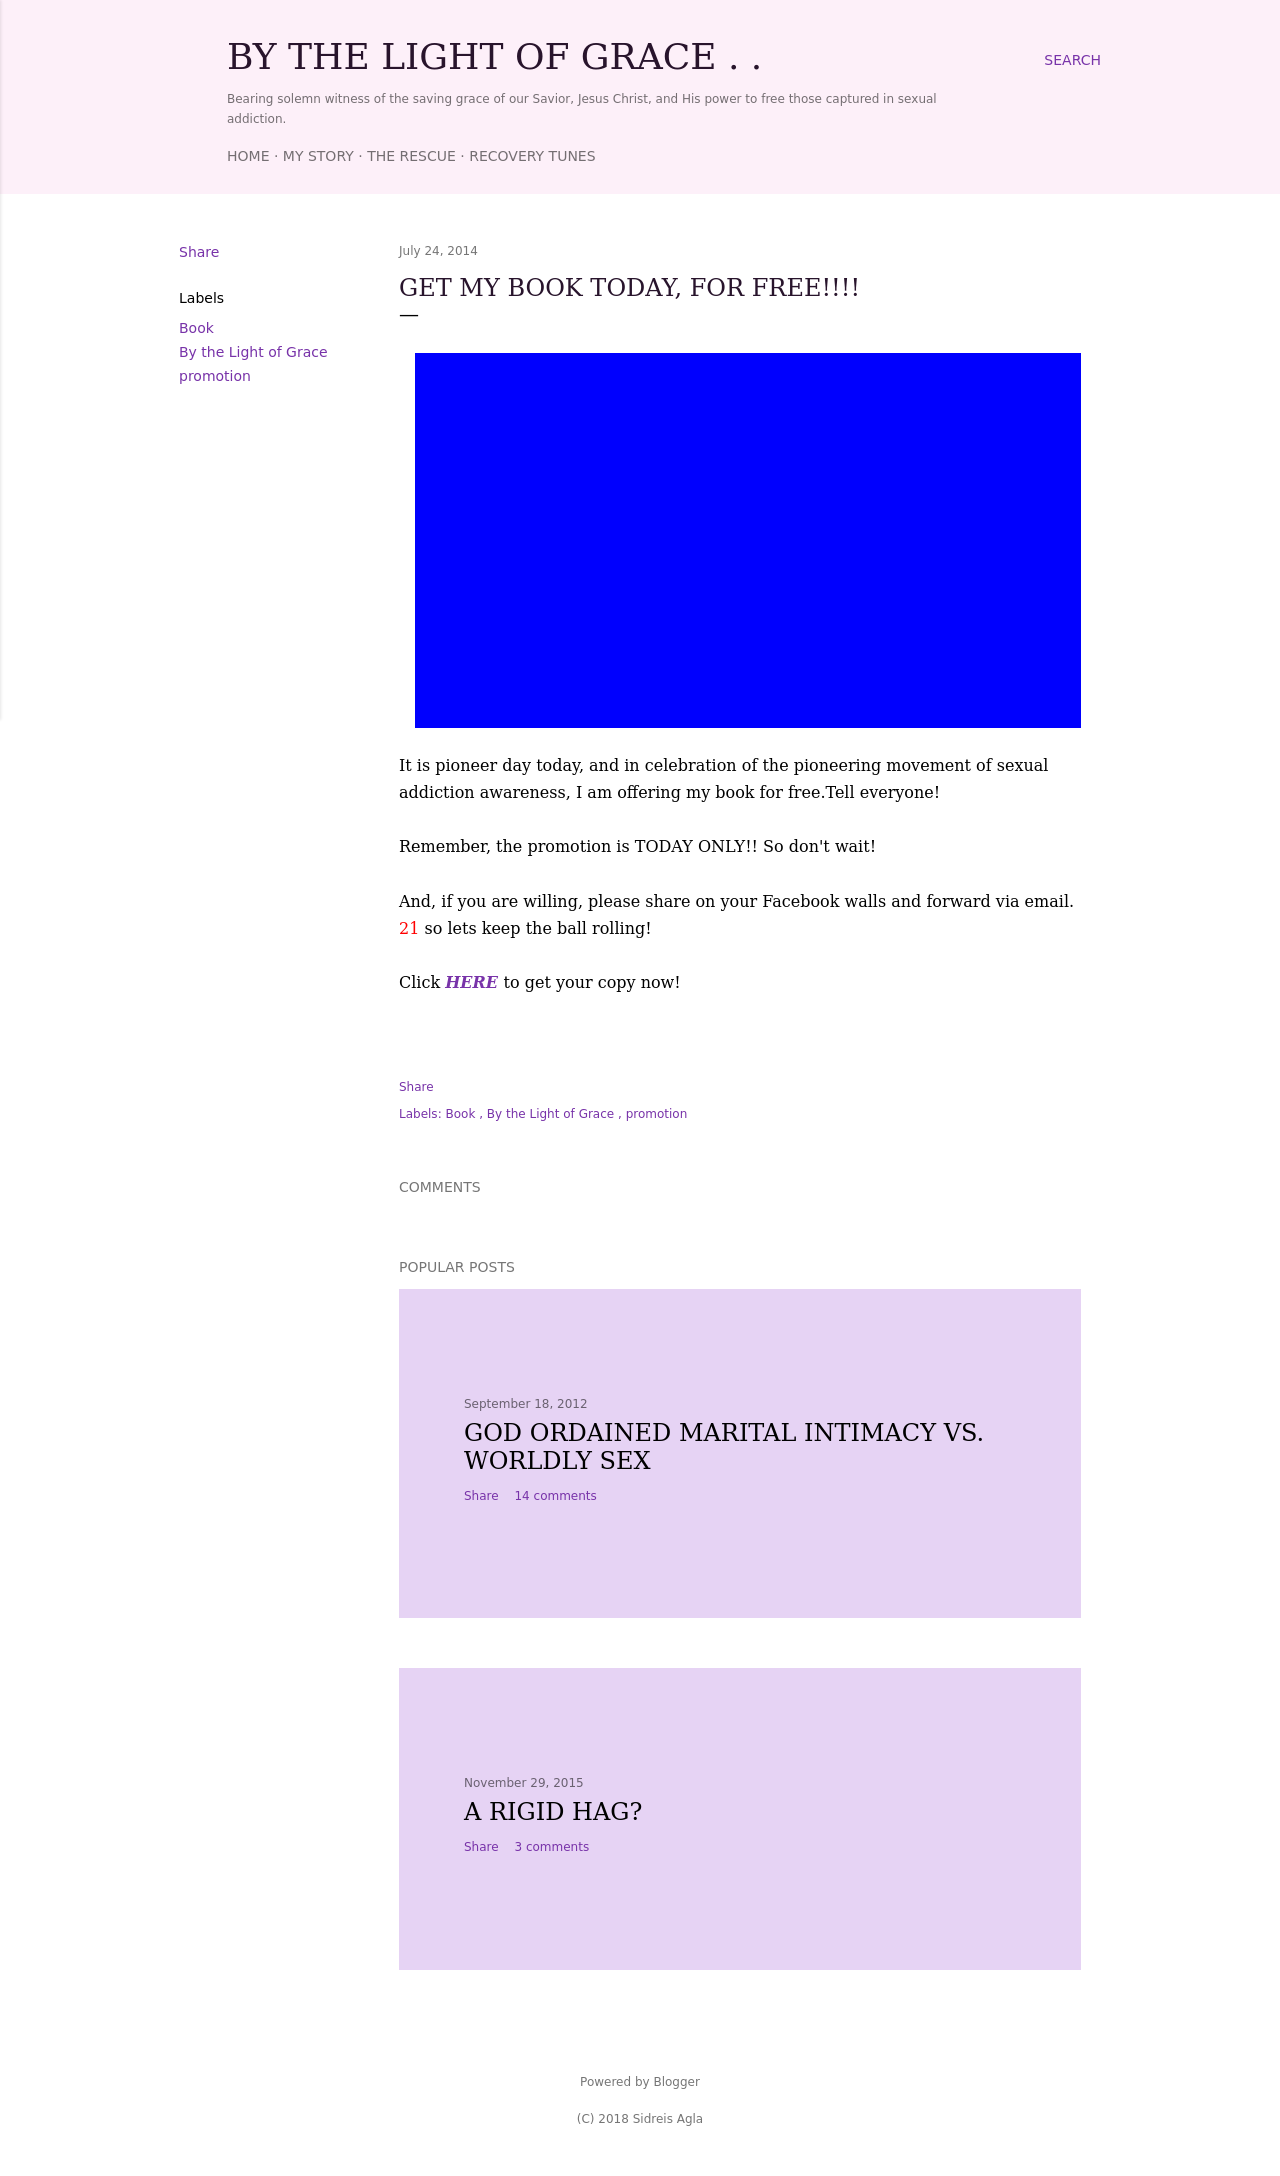 BY THE LIGHT OF GRACE . .
SEARCH
Bearing solemn witness of the saving grace of our Savior, Jesus Christ, and His power to free those captured in sexual
addiction.
HOME · MY STORY · THE RESCUE · RECOVERY TUNES
Share
Labels
Book
By the Light of Grace
promotion
July 24, 2014
GET MY BOOK TODAY, FOR FREE!!!!
It is pioneer day today, and in celebration of the pioneering movement of sexual
addiction awareness, I am offering my book for free.Tell everyone!
Remember, the promotion is TODAY ONLY!! So don't wait!
And, if you are willing, please share on your Facebook walls and forward via email.
21 so lets keep the ball rolling!
Click HERE to get your copy now!
Share
Labels: Book , By the Light of Grace , promotion
COMMENTS
POPULAR POSTS
September 18, 2012
GOD ORDAINED MARITAL INTIMACY VS.
WORLDLY SEX
Share 14 comments
November 29, 2015
A RIGID HAG?
Share 3 comments
Powered by Blogger
(C) 2018 Sidreis Agla